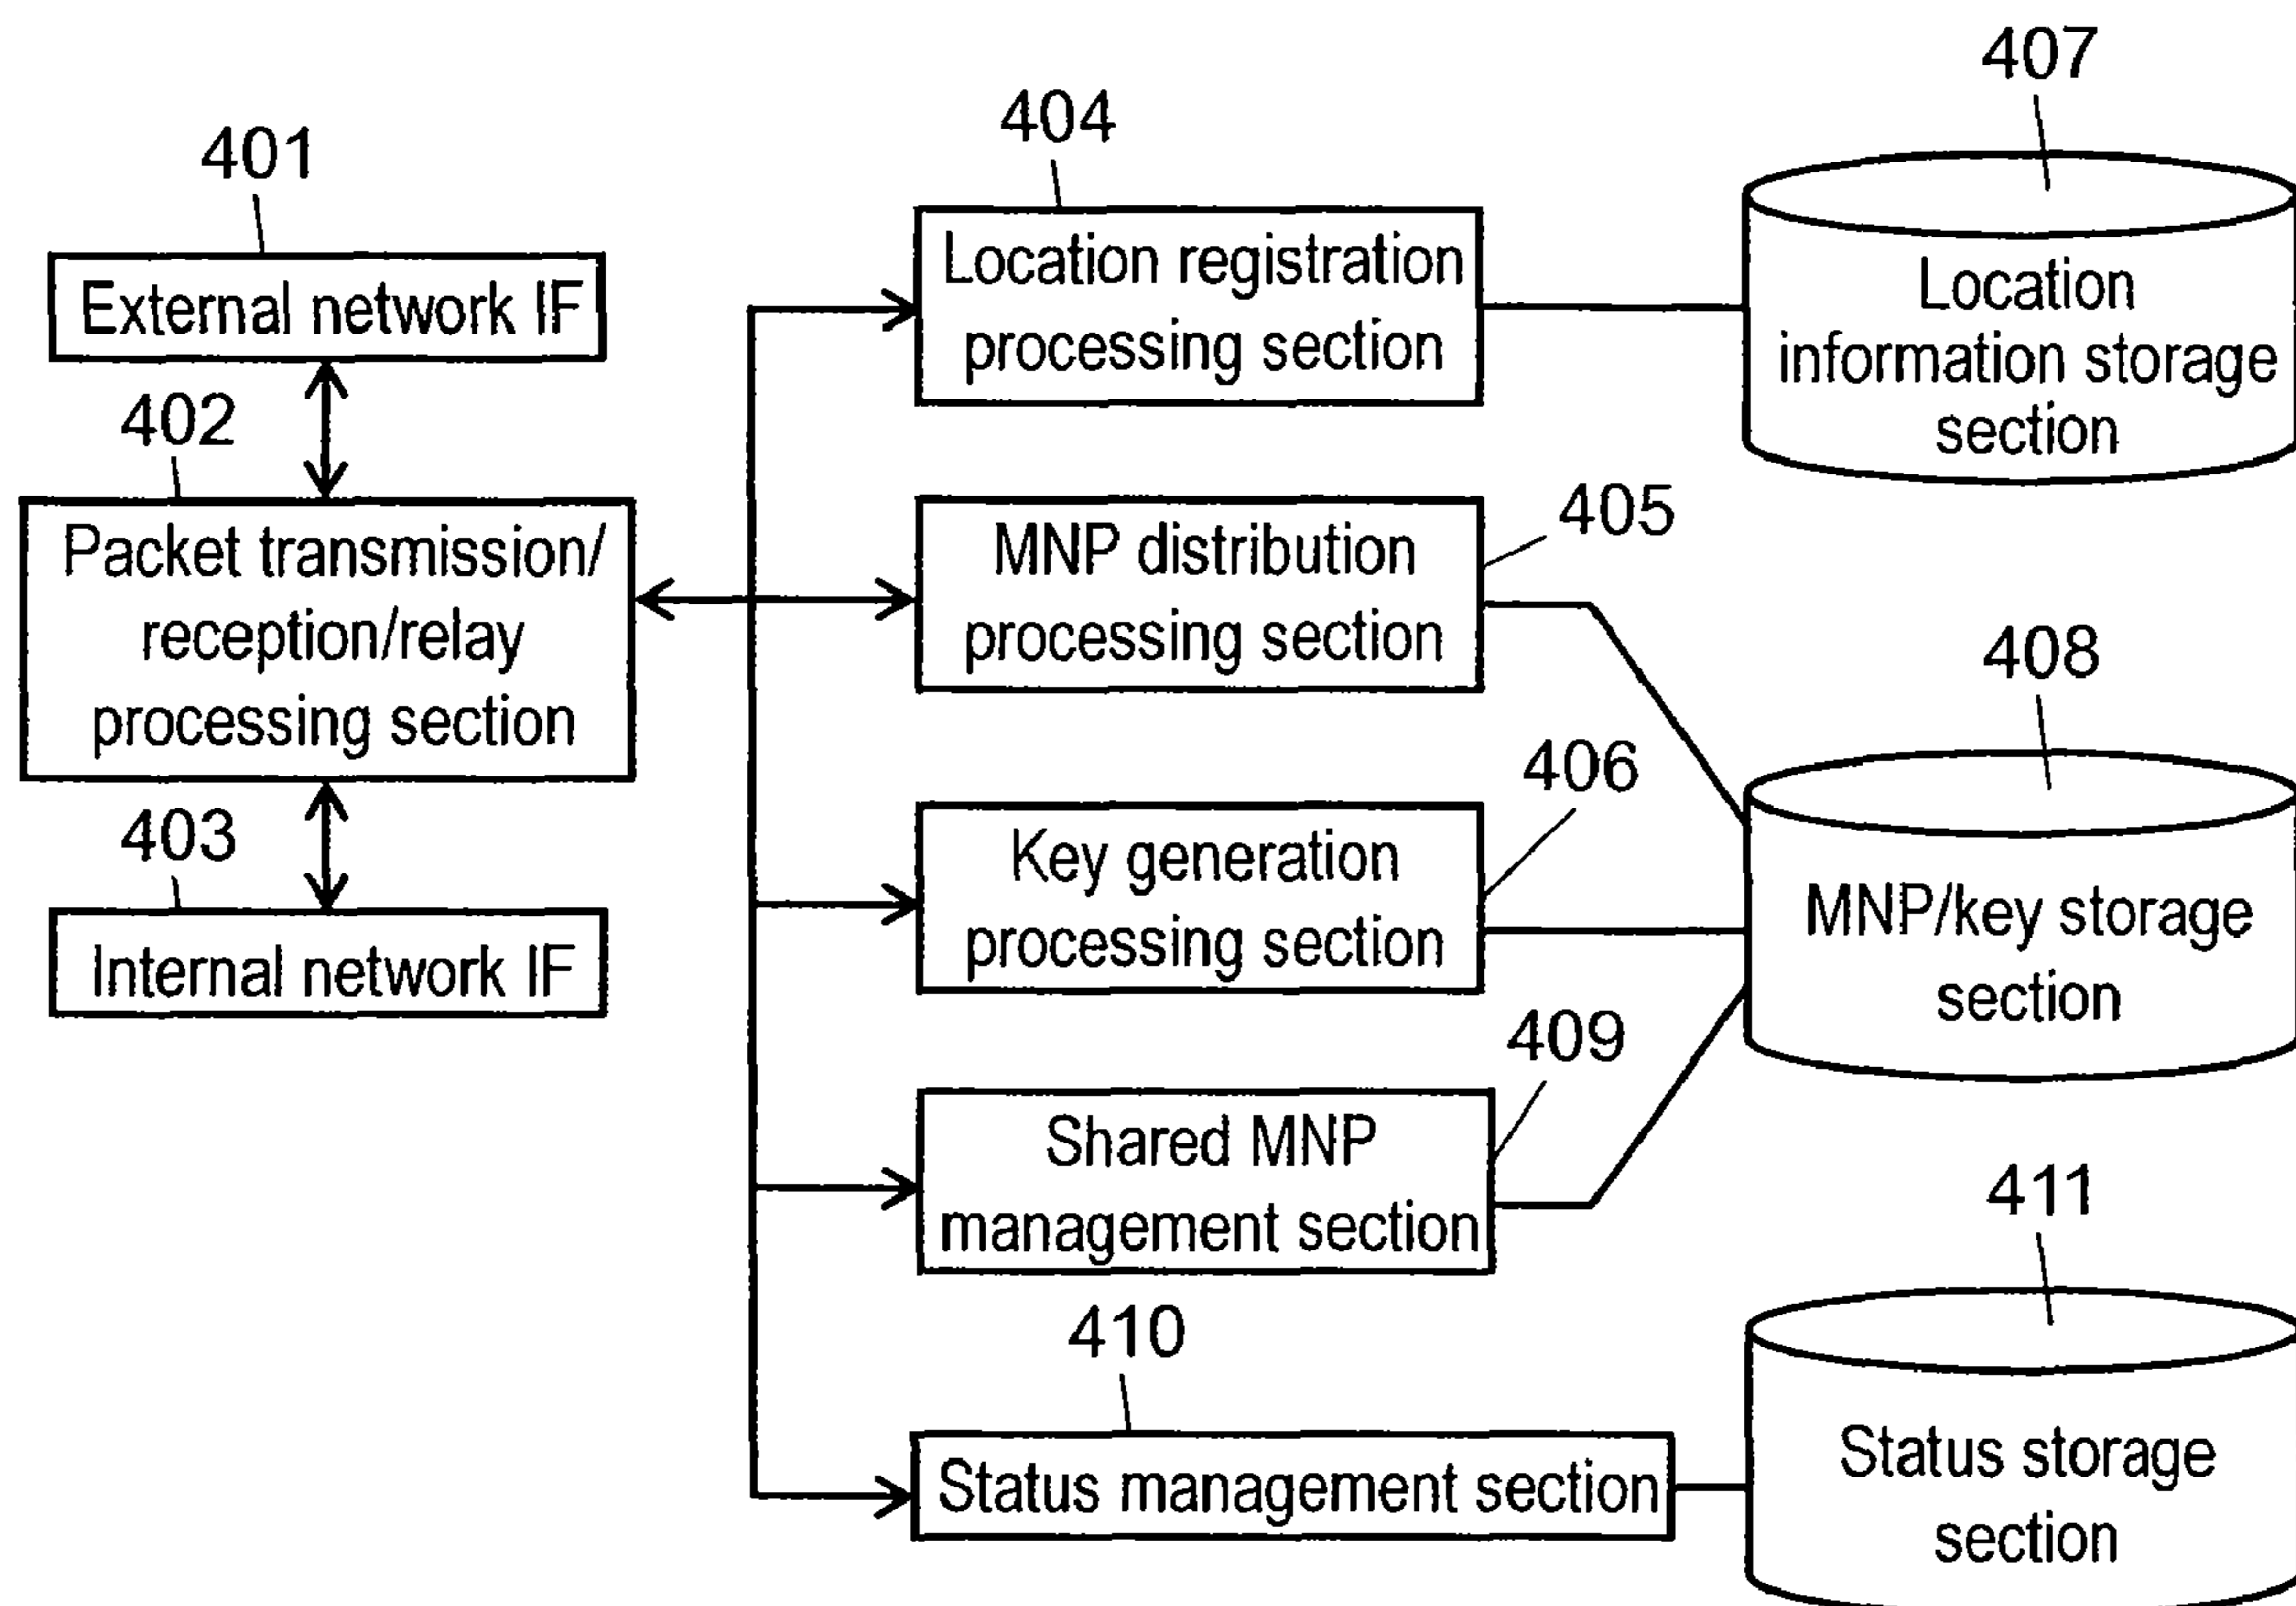 401
External network IF
402
Packet transmission/
reception/relay
processing section
403
Internal network IF
404
Location registration
processing section
405
MNP distribution
processing section
406
Key generation
processing section
409
Shared MNP
management section
410
Status management section
407
Location
information storage
section
408
MNP/key storage
section
411
Status storage
section